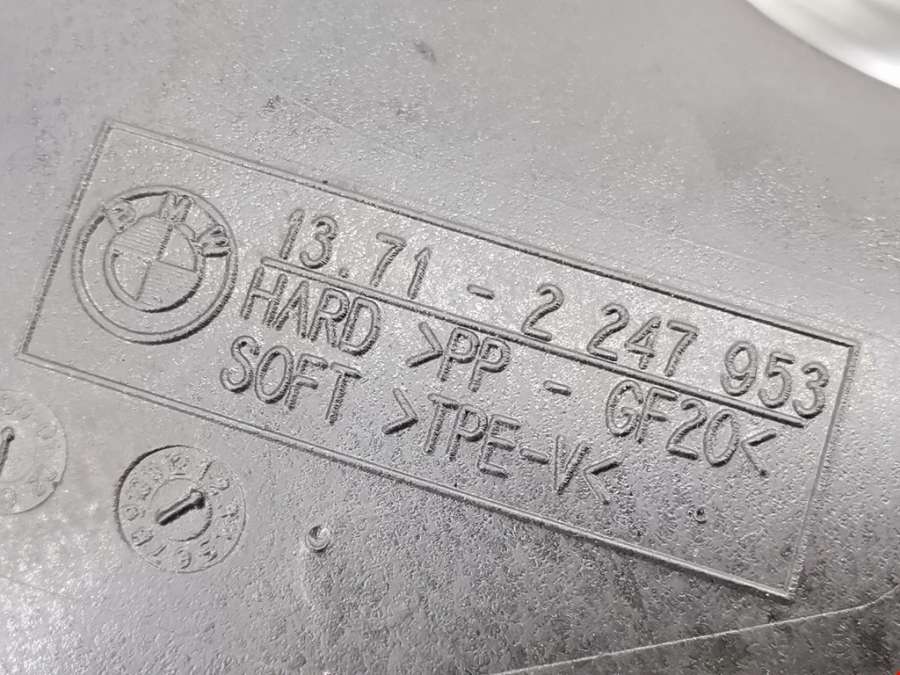 BMW
13.71 - 2 247 953
HARD >PP - GF20<
SOFT >TPE-V<